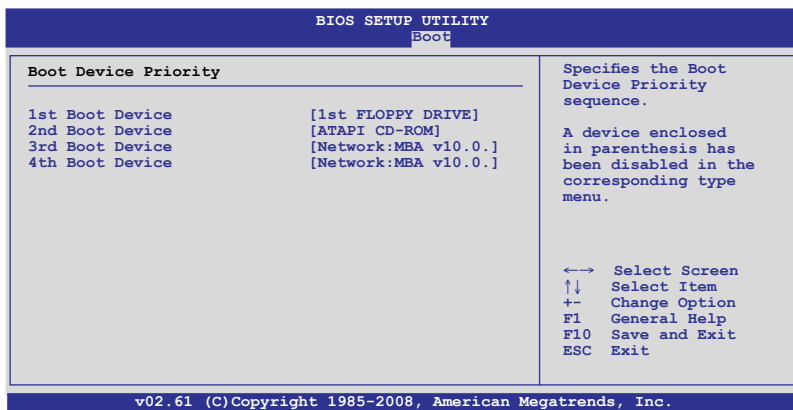 BIOS SETUP UTILITY
Boot
Boot Device Priority
1st Boot Device [1st FLOPPY DRIVE]
2nd Boot Device [ATAPI CD-ROM]
3rd Boot Device [Network:MBA v10.0.]
4th Boot Device [Network:MBA v10.0.]
Specifies the Boot
Device Priority
sequence.
A device enclosed
in parenthesis has
been disabled in the
corresponding type
menu.
←→ Select Screen
↑↓ Select Item
+- Change Option
F1 General Help
F10 Save and Exit
ESC Exit
v02.61 (C)Copyright 1985-2008, American Megatrends, Inc.